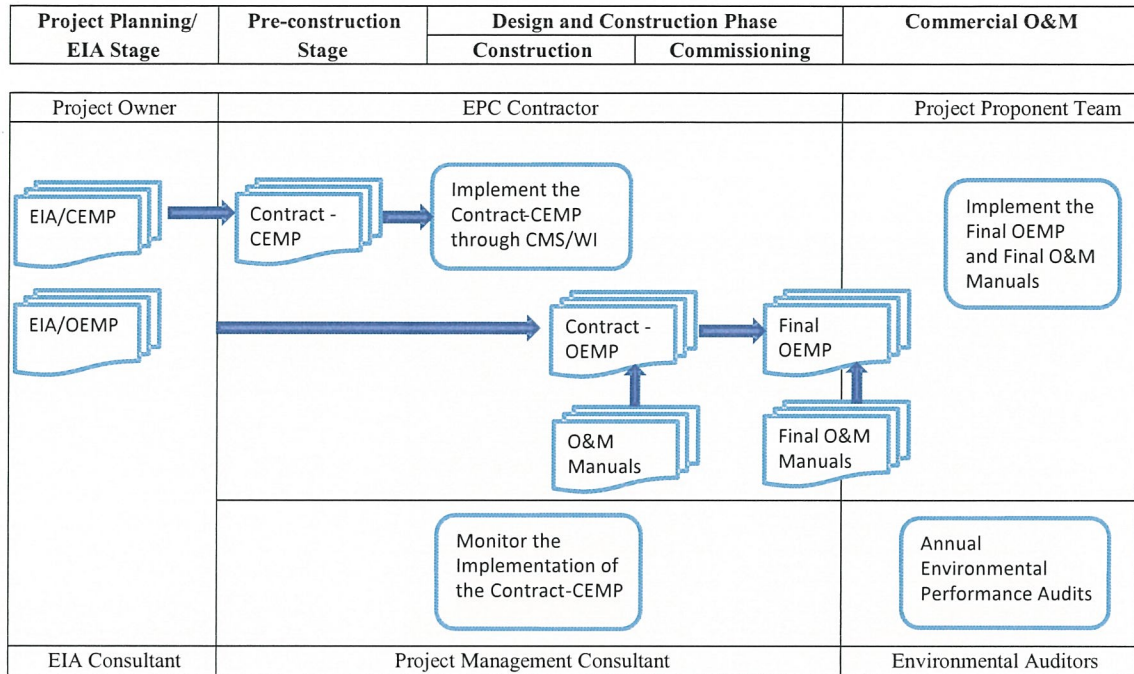 Project Planning/
EIA Stage
Pre-construction
Stage
Design and Construction Phase
Construction
Commissioning
Commercial O&M
Project Owner
EPC Contractor
Project Proponent Team
EIA/CEMP
Contract -
CEMP
Implement the
Contract-CEMP
through CMS/WI
Implement the
Final OEMP
and Final O&M
Manuals
EIA/OEMP
Contract -
OEMP
Final
OEMP
O&M
Manuals
Final O&M
Manuals
Monitor the
Implementation of
the Contract-CEMP
Annual
Environmental
Performance Audits
EIA Consultant
Project Management Consultant
Environmental Auditors